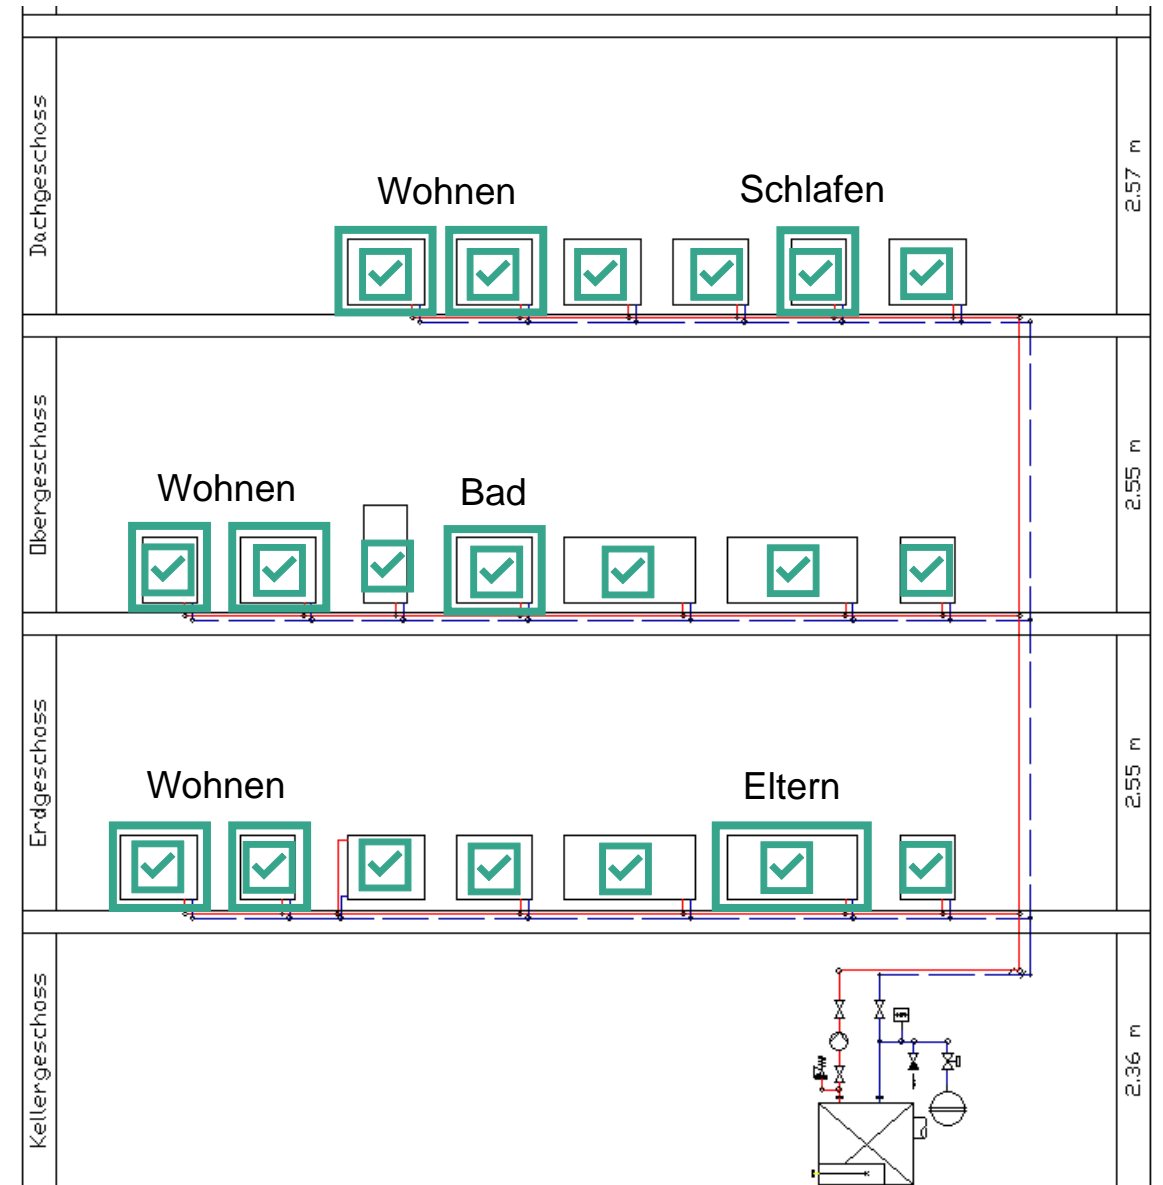 Dachgeschoss
Wohnen
Schlafen
2.57 m
Obergeschoss
Wohnen
Bad
2.55 m
Erdgeschoss
Wohnen
Eltern
2.55 m
Kellergeschoss
2.36 m